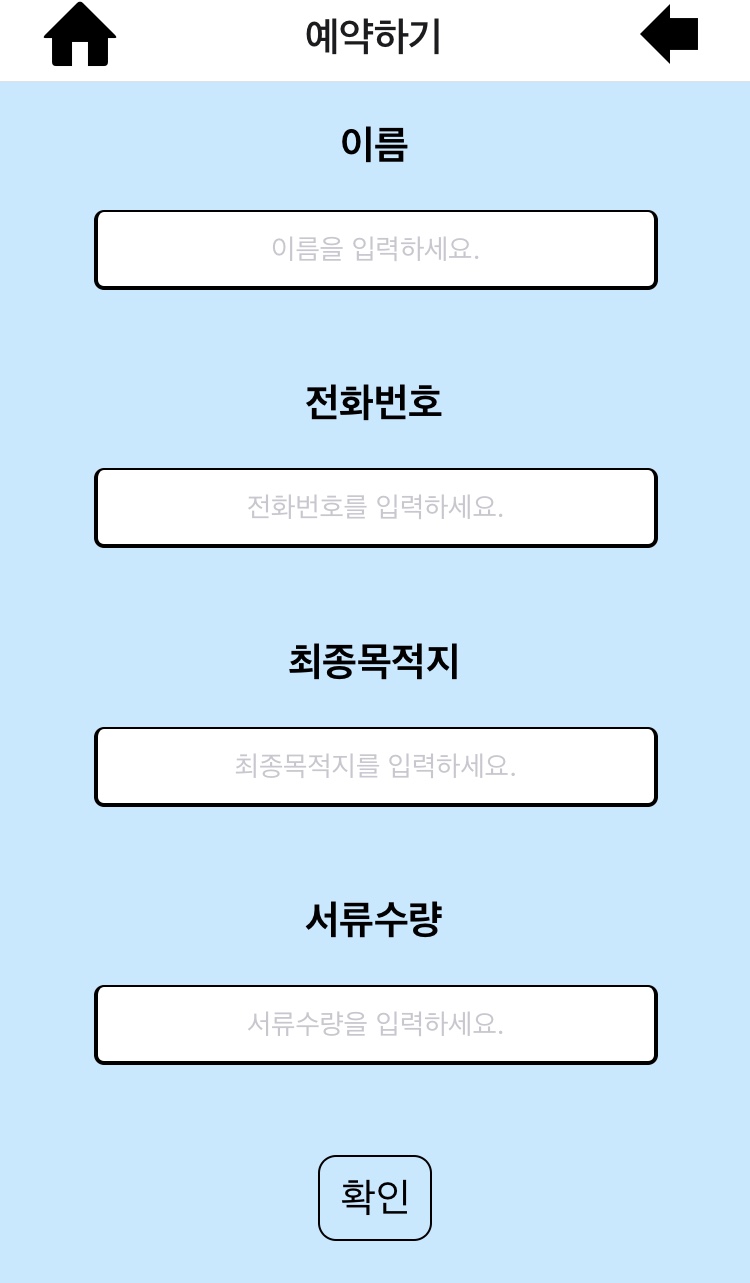 예약하기
이름
이름을 입력하세요.
전화번호
전화번호를 입력하세요.
최종목적지
최종목적지를 입력하세요.
서류수량
서류수량을 입력하세요.
확인